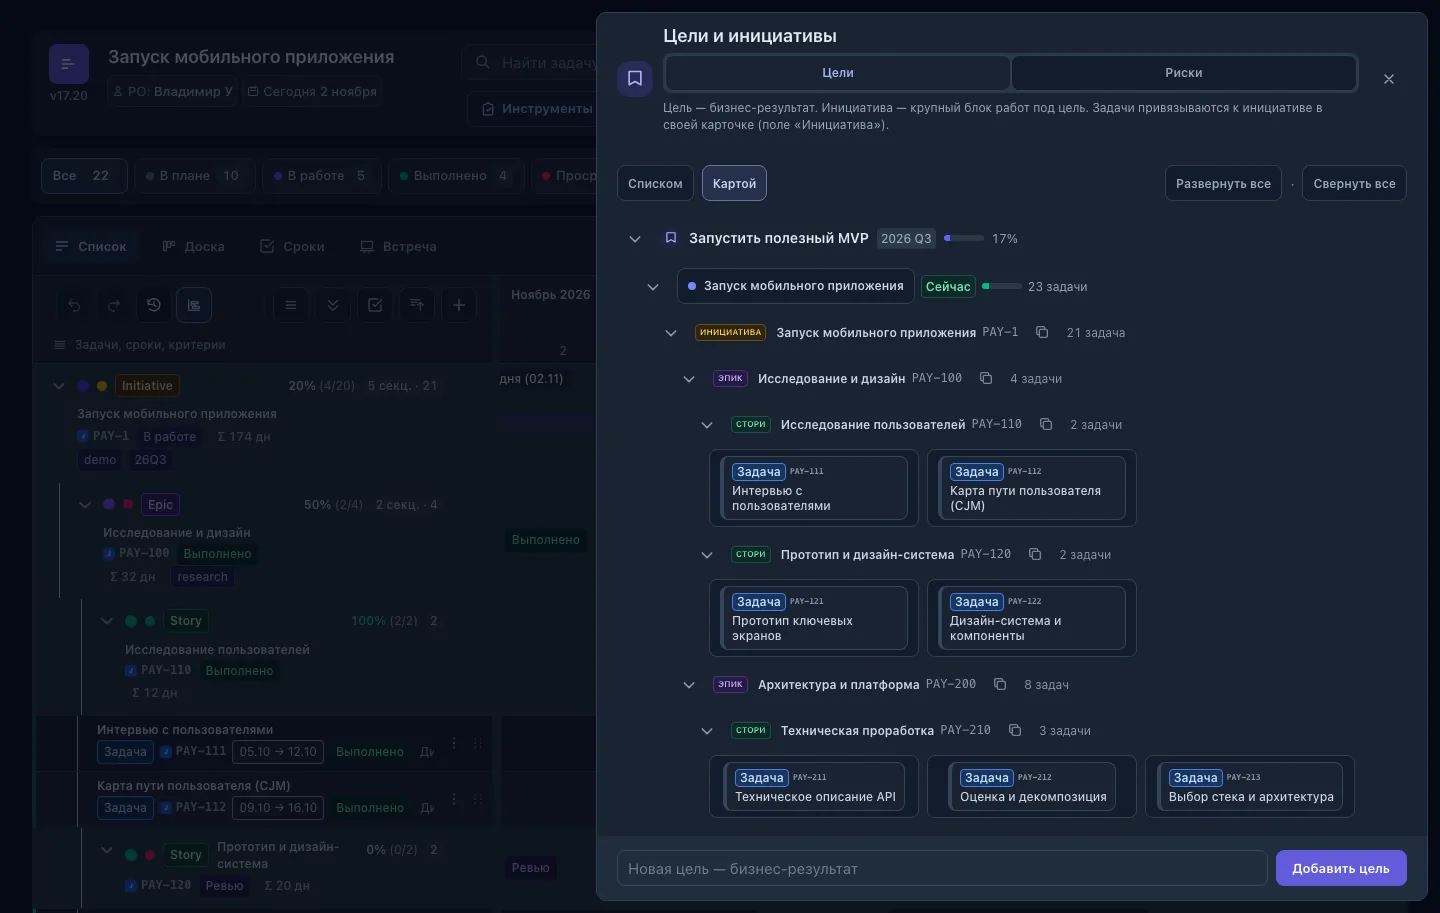 Запуск мобильного приложения
v17.20
PO: Владимир У
Сегодня 2 ноября
Найти задачу
Инструменты
Все 22
В плане 10
В работе 5
Выполнено 4
Проср
Список
Доска
Сроки
Встреча
Ноябрь 2026
Задачи, сроки, критерии
2
Initiative
20% (4/20)
5 секц. · 21
дня (02.11)
Запуск мобильного приложения
PAY-1
В работе
Σ 174 дн
demo
26Q3
Epic
50% (2/4)
2 секц. · 4
Исследование и дизайн
PAY-100
Выполнено
Выполнено
Σ 32 дн
research
Story
100% (2/2)
2
Исследование пользователей
PAY-110
Выполнено
Σ 12 дн
Интервью с пользователями
Задача
PAY-111
05.10 → 12.10
Выполнено
Карта пути пользователя (CJM)
Задача
PAY-112
09.10 → 16.10
Выполнено
Story
Прототип и дизайн-
система
0% (0/2)
2
PAY-120
Ревью
Σ 20 дн
Ревью
Цели и инициативы
Цели
Риски
Цель — бизнес-результат. Инициатива — крупный блок работ под цель. Задачи привязываются к инициативе в
своей карточке (поле «Инициатива»).
Списком
Картой
Развернуть все
·
Свернуть все
Запустить полезный MVP
2026 Q3
17%
Запуск мобильного приложения
Сейчас
23 задачи
ИНИЦИАТИВА
Запуск мобильного приложения
PAY-1
21 задача
ЭПИК
Исследование и дизайн
PAY-100
4 задачи
СТОРИ
Исследование пользователей
PAY-110
2 задачи
Задача
PAY-111
Интервью с
пользователями
Задача
PAY-112
Карта пути пользователя
(CJM)
СТОРИ
Прототип и дизайн-система
PAY-120
2 задачи
Задача
PAY-121
Прототип ключевых
экранов
Задача
PAY-122
Дизайн-система и
компоненты
ЭПИК
Архитектура и платформа
PAY-200
8 задач
СТОРИ
Техническая проработка
PAY-210
3 задачи
Задача
PAY-211
Техническое описание API
Задача
PAY-212
Оценка и декомпозиция
Задача
PAY-213
Выбор стека и архитектура
Новая цель — бизнес-результат
Добавить цель